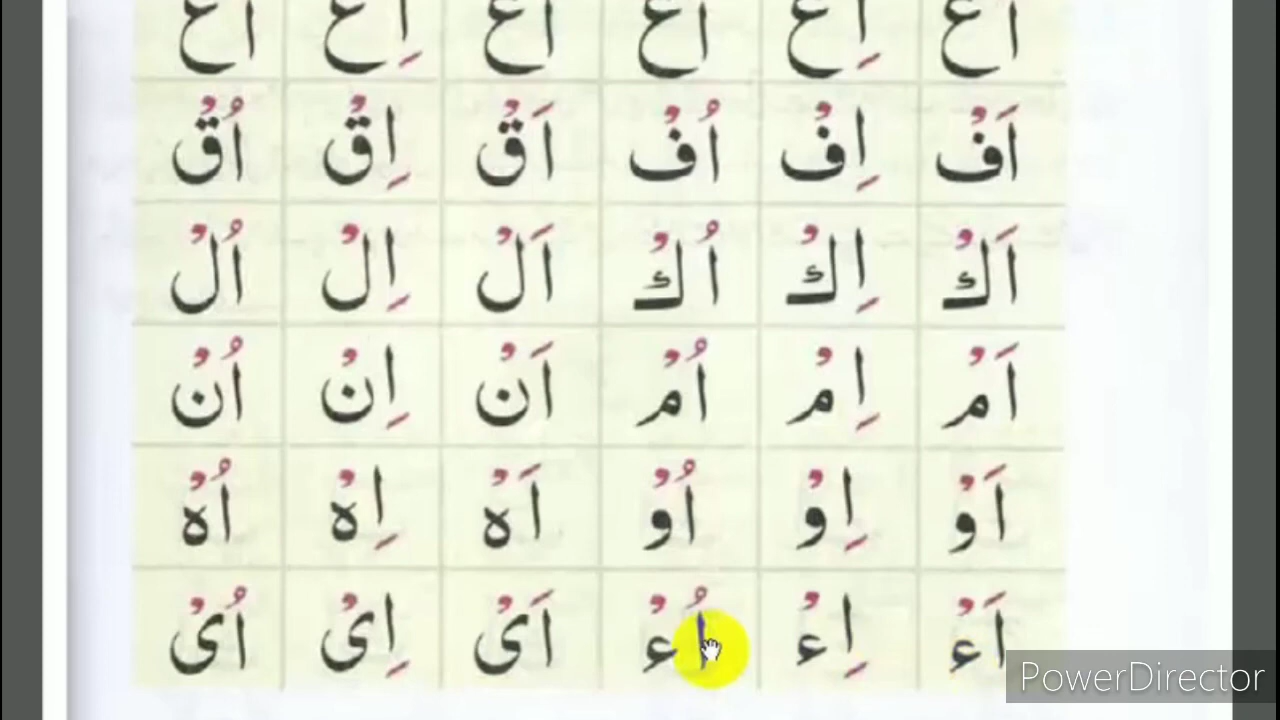 اَفْ اِفْ اُفْ اَقْ اِقْ اُقْ
اَكْ اِكْ اُكْ اَلْ اِلْ اُلْ
اَمْ اِمْ اُمْ اَنْ اِنْ اُنْ
اَوْ اِوْ اُوْ اَهْ اِهْ اُهْ
اَءْ اِءْ اُءْ اَىْ اِىْ اُىْ
PowerDirector